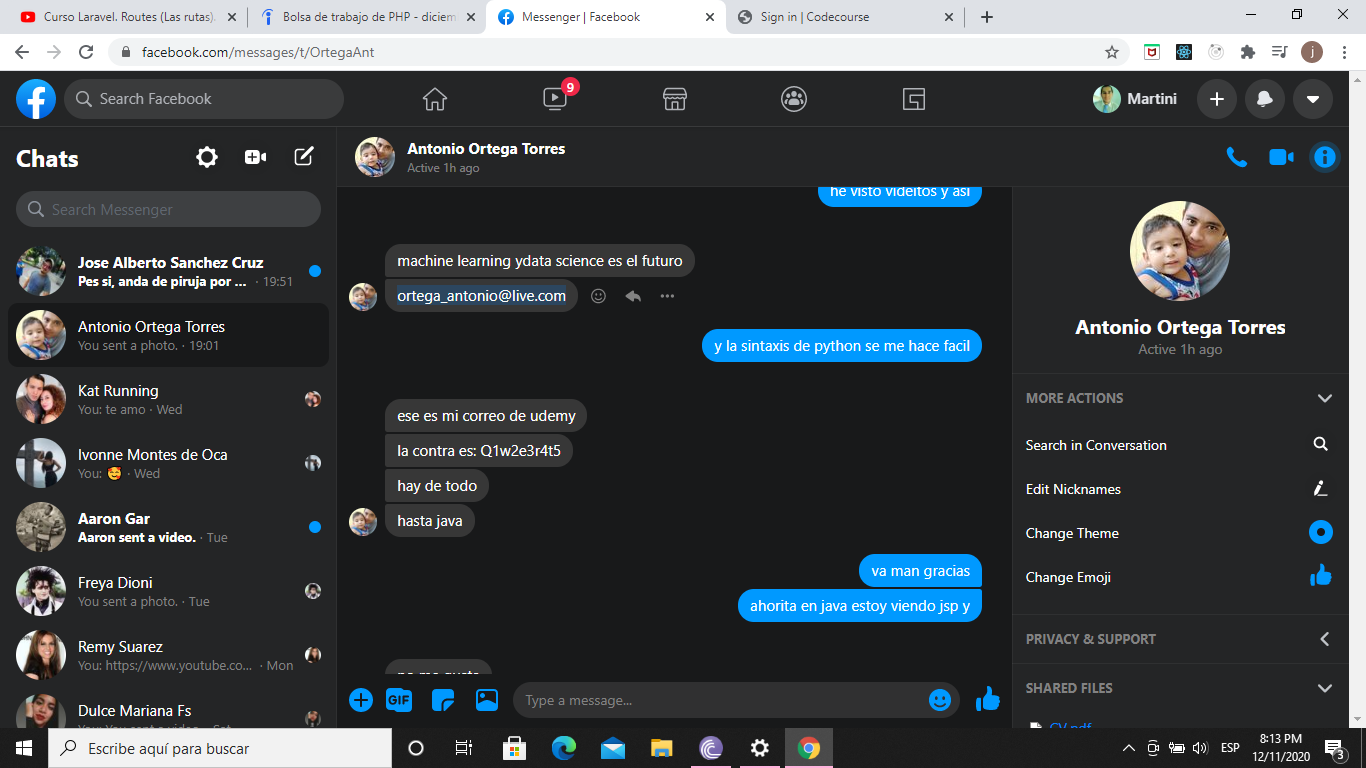 Curso Laravel. Routes (Las rutas).
Bolsa de trabajo de PHP - diciem
Messenger | Facebook
Sign in | Codecourse
facebook.com/messages/t/OrtegaAnt
j
Search Facebook
9
Martini
Chats
Search Messenger
Jose Alberto Sanchez Cruz
Pes si, anda de piruja por ... · 19:51
Antonio Ortega Torres
You sent a photo. · 19:01
Kat Running
You: te amo · Wed
Ivonne Montes de Oca
You: 🥰 · Wed
Aaron Gar
Aaron sent a video. · Tue
Freya Dioni
You sent a photo. · Tue
Remy Suarez
You: https://www.youtube.co... · Mon
Dulce Mariana Fs
Antonio Ortega Torres
Active 1h ago
he visto videitos y asi
machine learning ydata science es el futuro
ortega_antonio@live.com
y la sintaxis de python se me hace facil
ese es mi correo de udemy
la contra es: Q1w2e3r4t5
hay de todo
hasta java
va man gracias
ahorita en java estoy viendo jsp y
GIF
Type a message...
Antonio Ortega Torres
Active 1h ago
MORE ACTIONS
Search in Conversation
Edit Nicknames
Change Theme
Change Emoji
PRIVACY & SUPPORT
SHARED FILES
CV.pdf
Escribe aquí para buscar
ESP
8:13 PM
12/11/2020
3